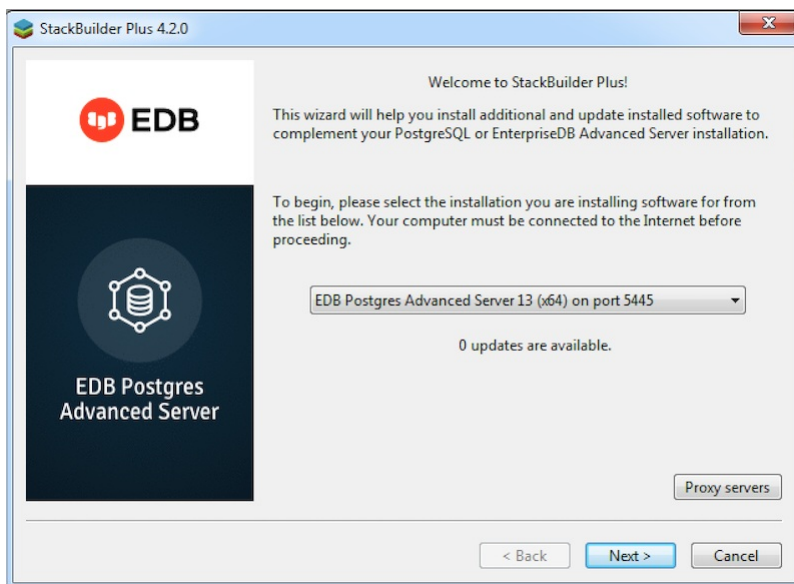 StackBuilder Plus 4.2.0
EDB
EDB Postgres
Advanced Server
Welcome to StackBuilder Plus!
This wizard will help you install additional and update installed software to
complement your PostgreSQL or EnterpriseDB Advanced Server installation.
To begin, please select the installation you are installing software for from
the list below. Your computer must be connected to the Internet before
proceeding.
EDB Postgres Advanced Server 13 (x64) on port 5445
0 updates are available.
Proxy servers
< Back Next > Cancel